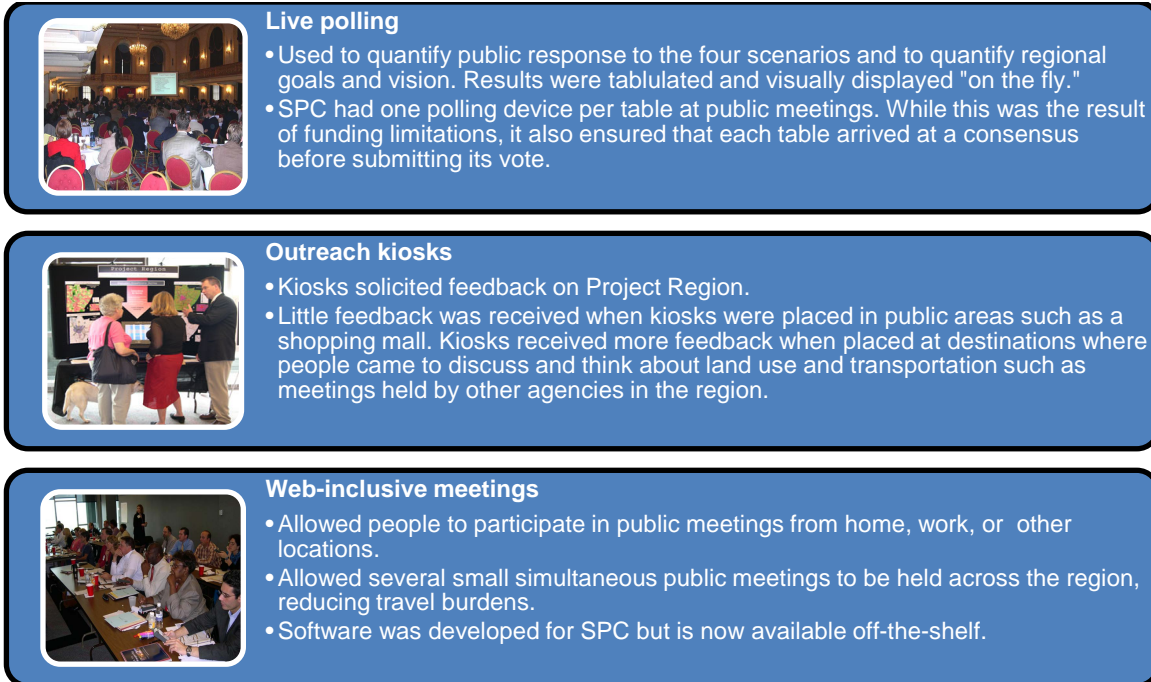 Live polling
•Used to quantify public response to the four scenarios and to quantify regional
goals and vision. Results were tablulated and visually displayed "on the fly."
•SPC had one polling device per table at public meetings. While this was the result
of funding limitations, it also ensured that each table arrived at a consensus
before submitting its vote.
Project Region
Outreach kiosks
•Kiosks solicited feedback on Project Region.
•Little feedback was received when kiosks were placed in public areas such as a
shopping mall. Kiosks received more feedback when placed at destinations where
people came to discuss and think about land use and transportation such as
meetings held by other agencies in the region.
Web-inclusive meetings
•Allowed people to participate in public meetings from home, work, or other
locations.
•Allowed several small simultaneous public meetings to be held across the region,
reducing travel burdens.
•Software was developed for SPC but is now available off-the-shelf.